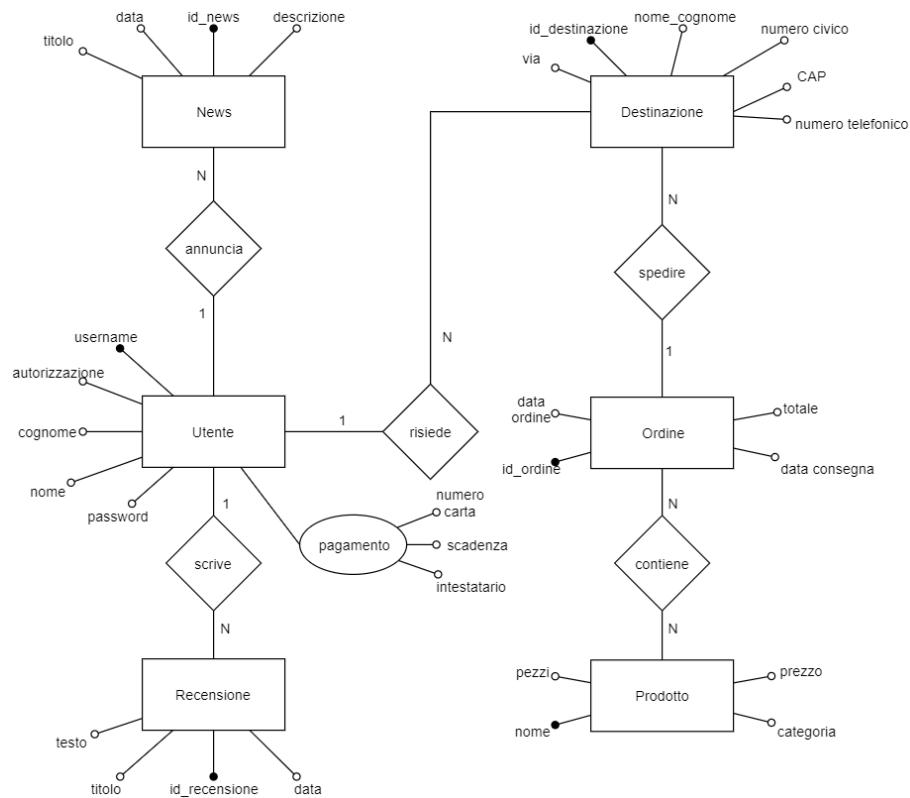 id_news
data
descrizione
titolo
News
N
annuncia
1
nome_cognome
id_destinazione
numero civico
via
CAP
Destinazione
numero telefonico
N
spedire
1
username
autorizzazione
cognome
Utente
nome
password
1
N
risiede
1
scrive
N
pagamento
numero
carta
scadenza
intestatario
data
ordine
totale
Ordine
id_ordine
data consegna
N
contiene
N
Recensione
testo
titolo
id_recensione
data
pezzi
prezzo
Prodotto
nome
categoria